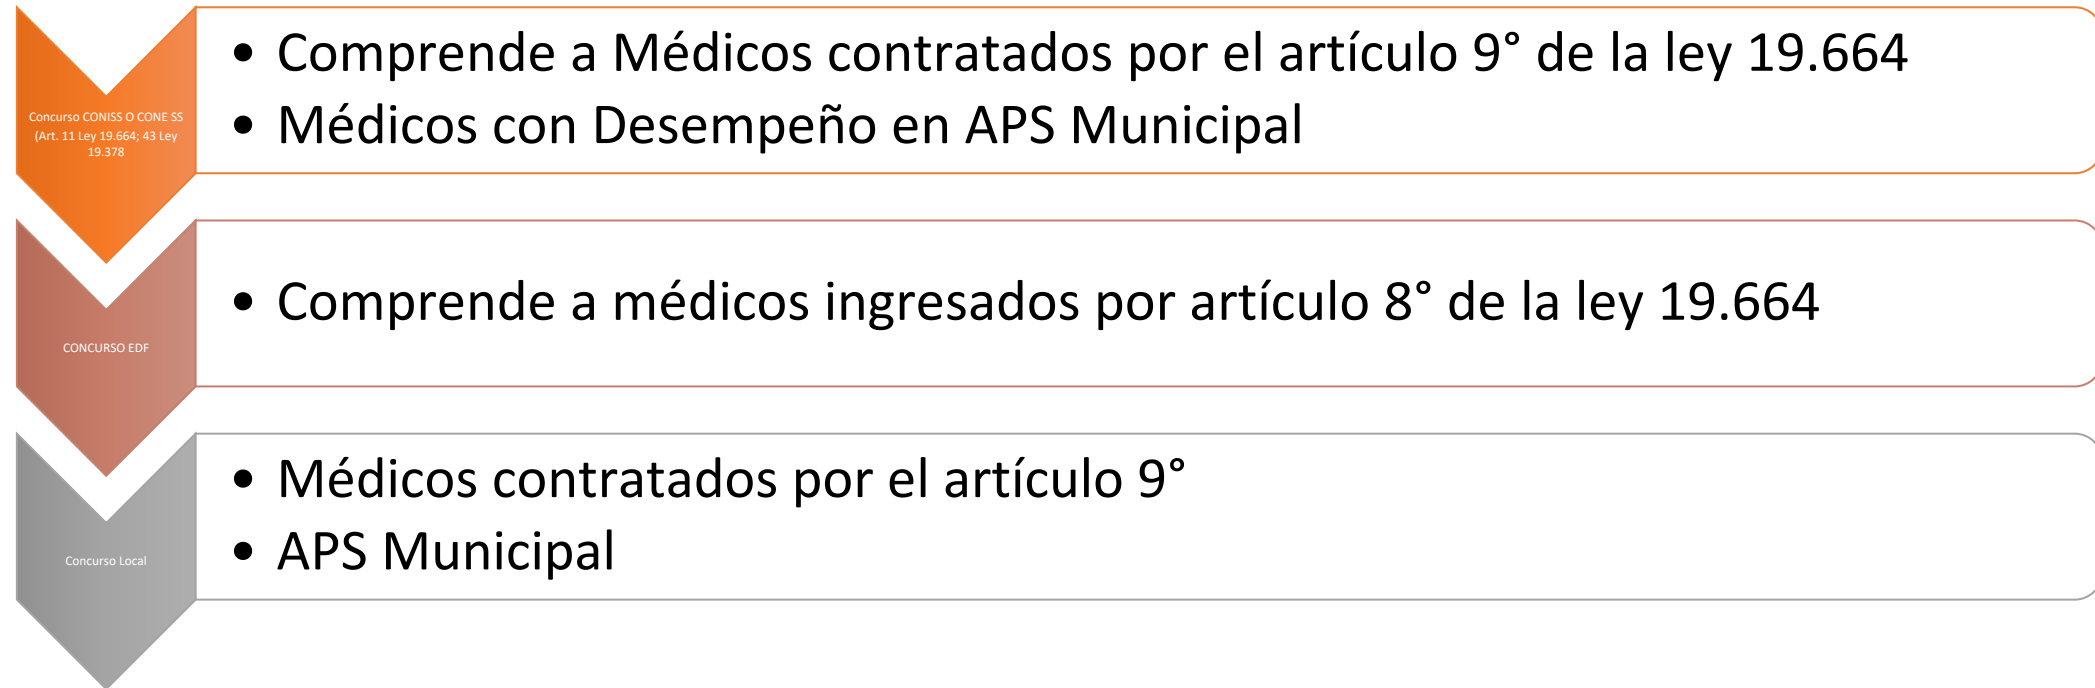 Concurso CONISS O CONE SS
(Art. 11 Ley 19.664; 43 Ley
19.378
• Comprende a Médicos contratados por el artículo 9° de la ley 19.664
• Médicos con Desempeño en APS Municipal
CONCURSO EDF
• Comprende a médicos ingresados por artículo 8° de la ley 19.664
Concurso Local
• Médicos contratados por el artículo 9°
• APS Municipal